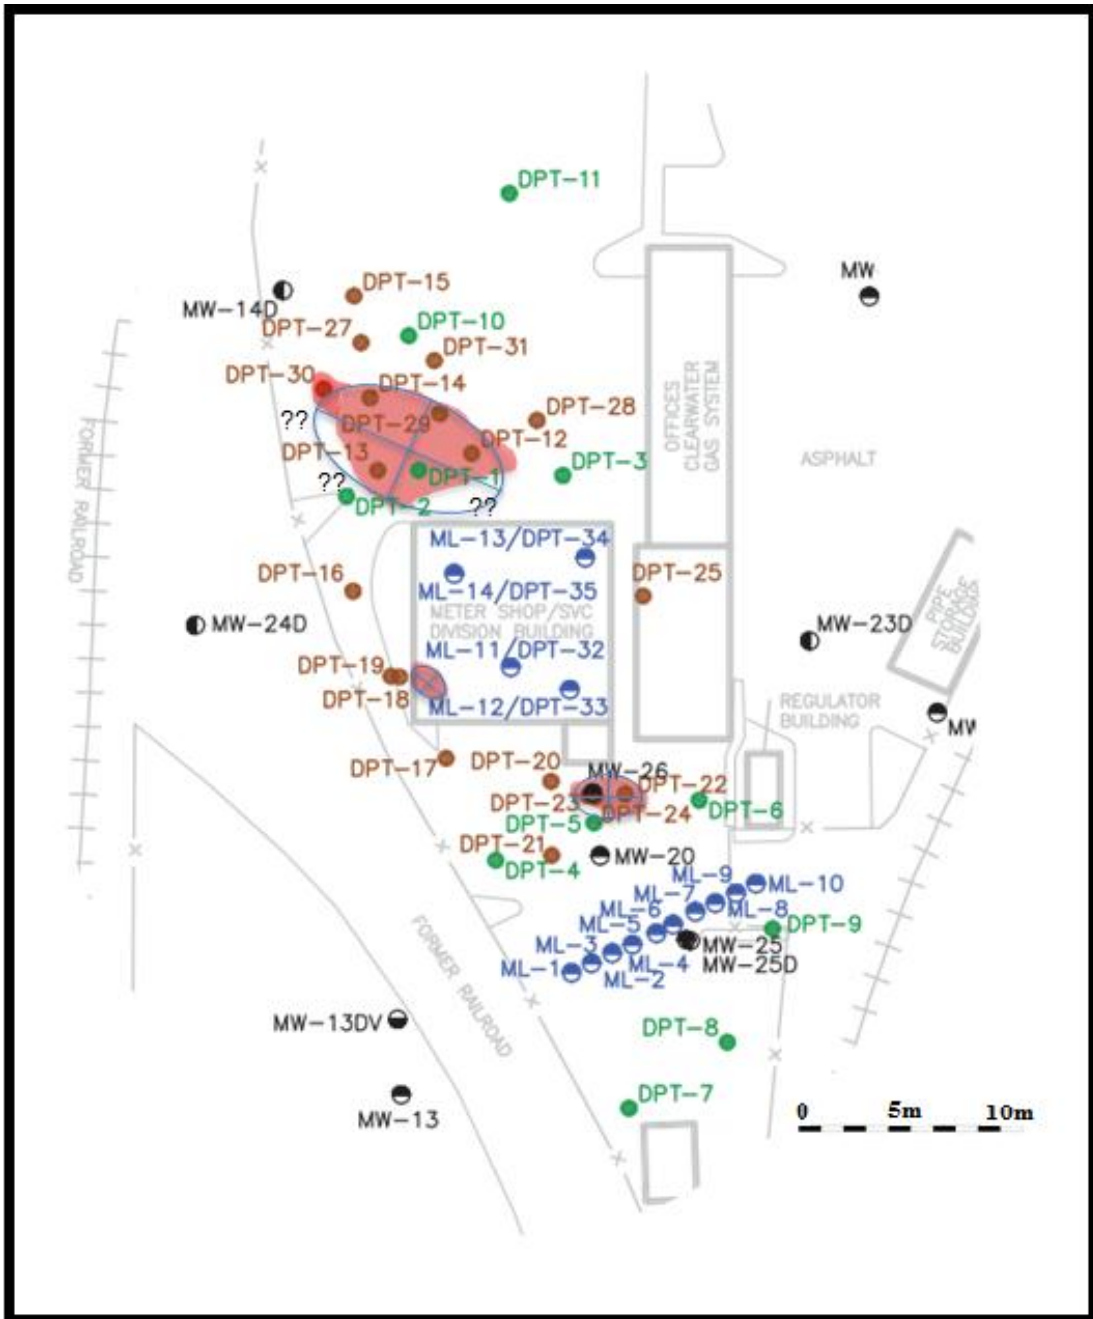 DPT-11
MW
DPT-15
MW-14D
DPT-10
DPT-27
DPT-31
DPT-30
DPT-14
??
DPT-29
DPT-28
DPT-12
DPT-13
DPT-1
DPT-3
??
DPT-2
??
OFFICES
CLEARWATER
GAS SYSTEM
ASPHALT
FORMER RAILROAD
ML-13/DPT-34
ML-14/DPT-35
METER SHOP/SVC
DIVISION BUILDING
DPT-16
DPT-25
MW-24D
MW-23D
PIPE
STORAGE
BUILDINGS
ML-11/DPT-32
DPT-19
DPT-18
ML-12/DPT-33
REGULATOR
BUILDING
MW
DPT-17
DPT-20
MW-26
DPT-22
DPT-23
DPT-24
DPT-6
DPT-5
DPT-21
DPT-4
MW-20
ML-9
ML-10
ML-7
ML-8
ML-6
ML-5
DPT-9
ML-3
ML-4
MW-25
ML-1
ML-2
MW-25D
FORMER RAILROAD
MW-13DV
DPT-8
MW-13
DPT-7
0 5m 10m